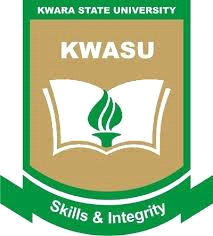 KWARA STATE UNIVERSITY
KWASU
Skills & Integrity